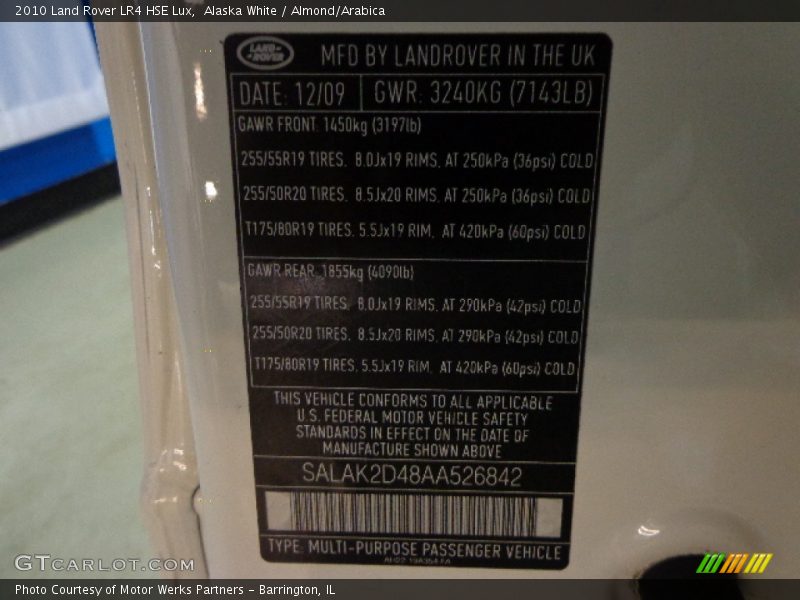 2010 Land Rover LR4 HSE Lux, Alaska White / Almond/Arabica
LAND-
ROVER
MFD BY LANDROVER IN THE UK
DATE: 12/09 GWR: 3240KG (7143LB)
GAWR FRONT: 1450kg (3197lb)
255/55R19 TIRES, 8.0Jx19 RIMS, AT 250kPa (36psi) COLD
255/50R20 TIRES, 8.5Jx20 RIMS, AT 250kPa (36psi) COLD
T175/80R19 TIRES, 5.5Jx19 RIM, AT 420kPa (60psi) COLD
GAWR REAR: 1855kg (4090lb)
255/55R19 TIRES, 8.0Jx19 RIMS, AT 290kPa (42psi) COLD
255/50R20 TIRES, 8.5Jx20 RIMS, AT 290kPa (42psi) COLD
T175/80R19 TIRES, 5.5Jx19 RIM, AT 420kPa (60psi) COLD
THIS VEHICLE CONFORMS TO ALL APPLICABLE
U.S. FEDERAL MOTOR VEHICLE SAFETY
STANDARDS IN EFFECT ON THE DATE OF
MANUFACTURE SHOWN ABOVE
SALAK2D48AA526842
TYPE: MULTI-PURPOSE PASSENGER VEHICLE
GTCARLOT.COM
Photo Courtesy of Motor Werks Partners - Barrington, IL